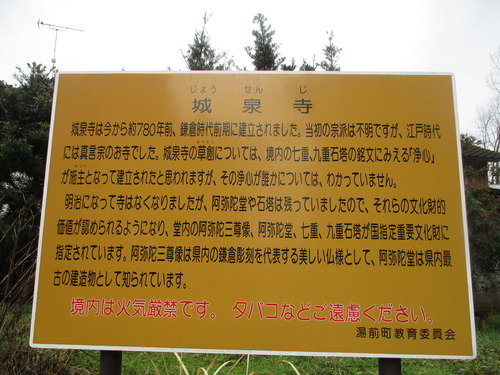 じょう せん じ
城泉寺
城泉寺は今から約780年前、鎌倉時代前期に建立されました。当初の宗派は不明ですが、江戸時代
には真言宗のお寺でした。城泉寺の草創については、境内の七重、九重石塔の銘文にみえる「浄心」
が施主となって建立されたと思われますが、その浄心が誰かについては、わかっていません。
明治になって寺はなくなりましたが、阿弥陀堂や石塔は残っていましたので、それらの文化財的
価値が認められるようになり、堂内の阿弥陀三尊像、阿弥陀堂、七重、九重石塔が国指定重要文化財に
指定されています。阿弥陀三尊像は県内の鎌倉彫刻を代表する美しい仏様として、阿弥陀堂は県内最
古の建造物として知られています。
境内は火気厳禁です。 タバコなどご遠慮ください。
湯前町教育委員会